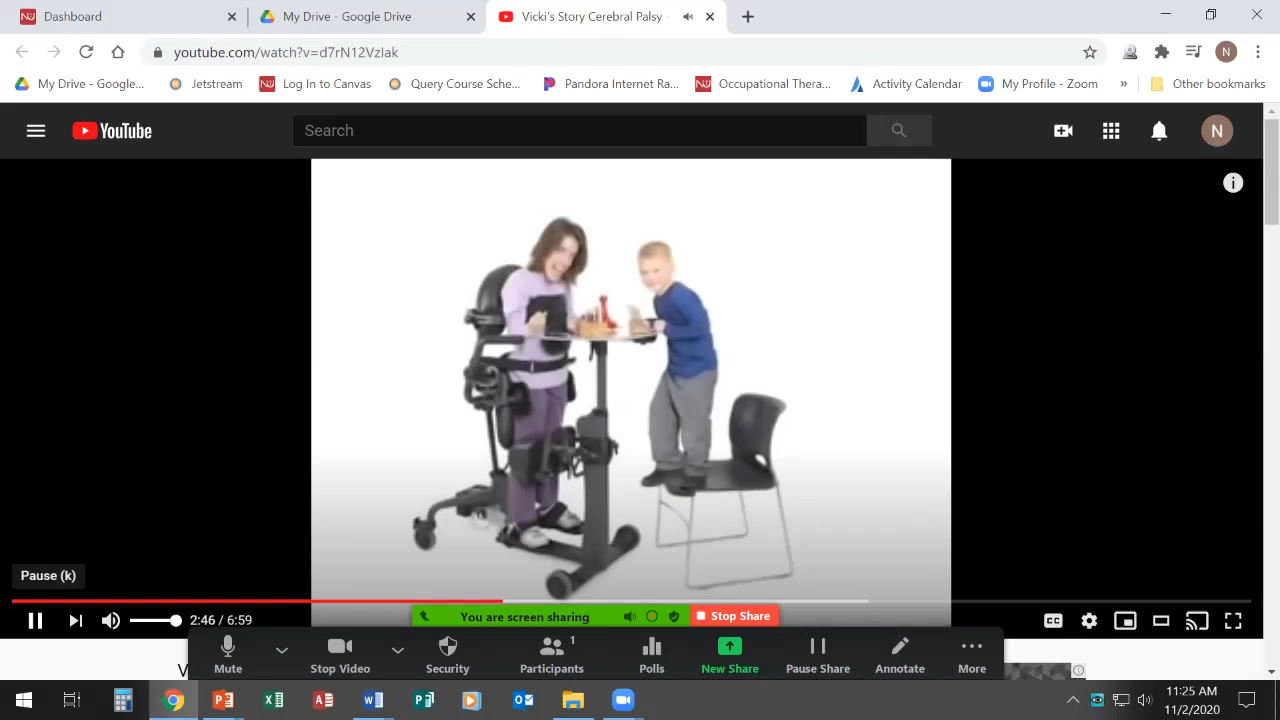 Dashboard
My Drive - Google Drive
Vicki's Story Cerebral Palsy
youtube.com/watch?v=d7rN12VzIak
N
My Drive - Google...
Jetstream
Log In to Canvas
Query Course Sche...
Pandora Internet Ra...
Occupational Thera...
Activity Calendar
My Profile - Zoom
»
Other bookmarks
YouTube
Search
N
Pause (k)
2:46 / 6:59
CC
You are screen sharing
Stop Share
1
Mute
Stop Video
Security
Participants
Polls
New Share
Pause Share
Annotate
More
V
11:25 AM
11/2/2020